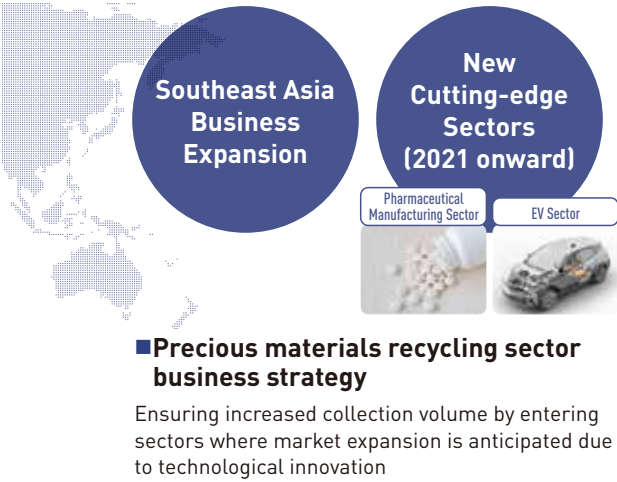 Southeast Asia
Business
Expansion
New
Cutting-edge
Sectors
(2021 onward)
Pharmaceutical
Manufacturing Sector
EV Sector
■Precious materials recycling sector
business strategy
Ensuring increased collection volume by entering
sectors where market expansion is anticipated due
to technological innovation